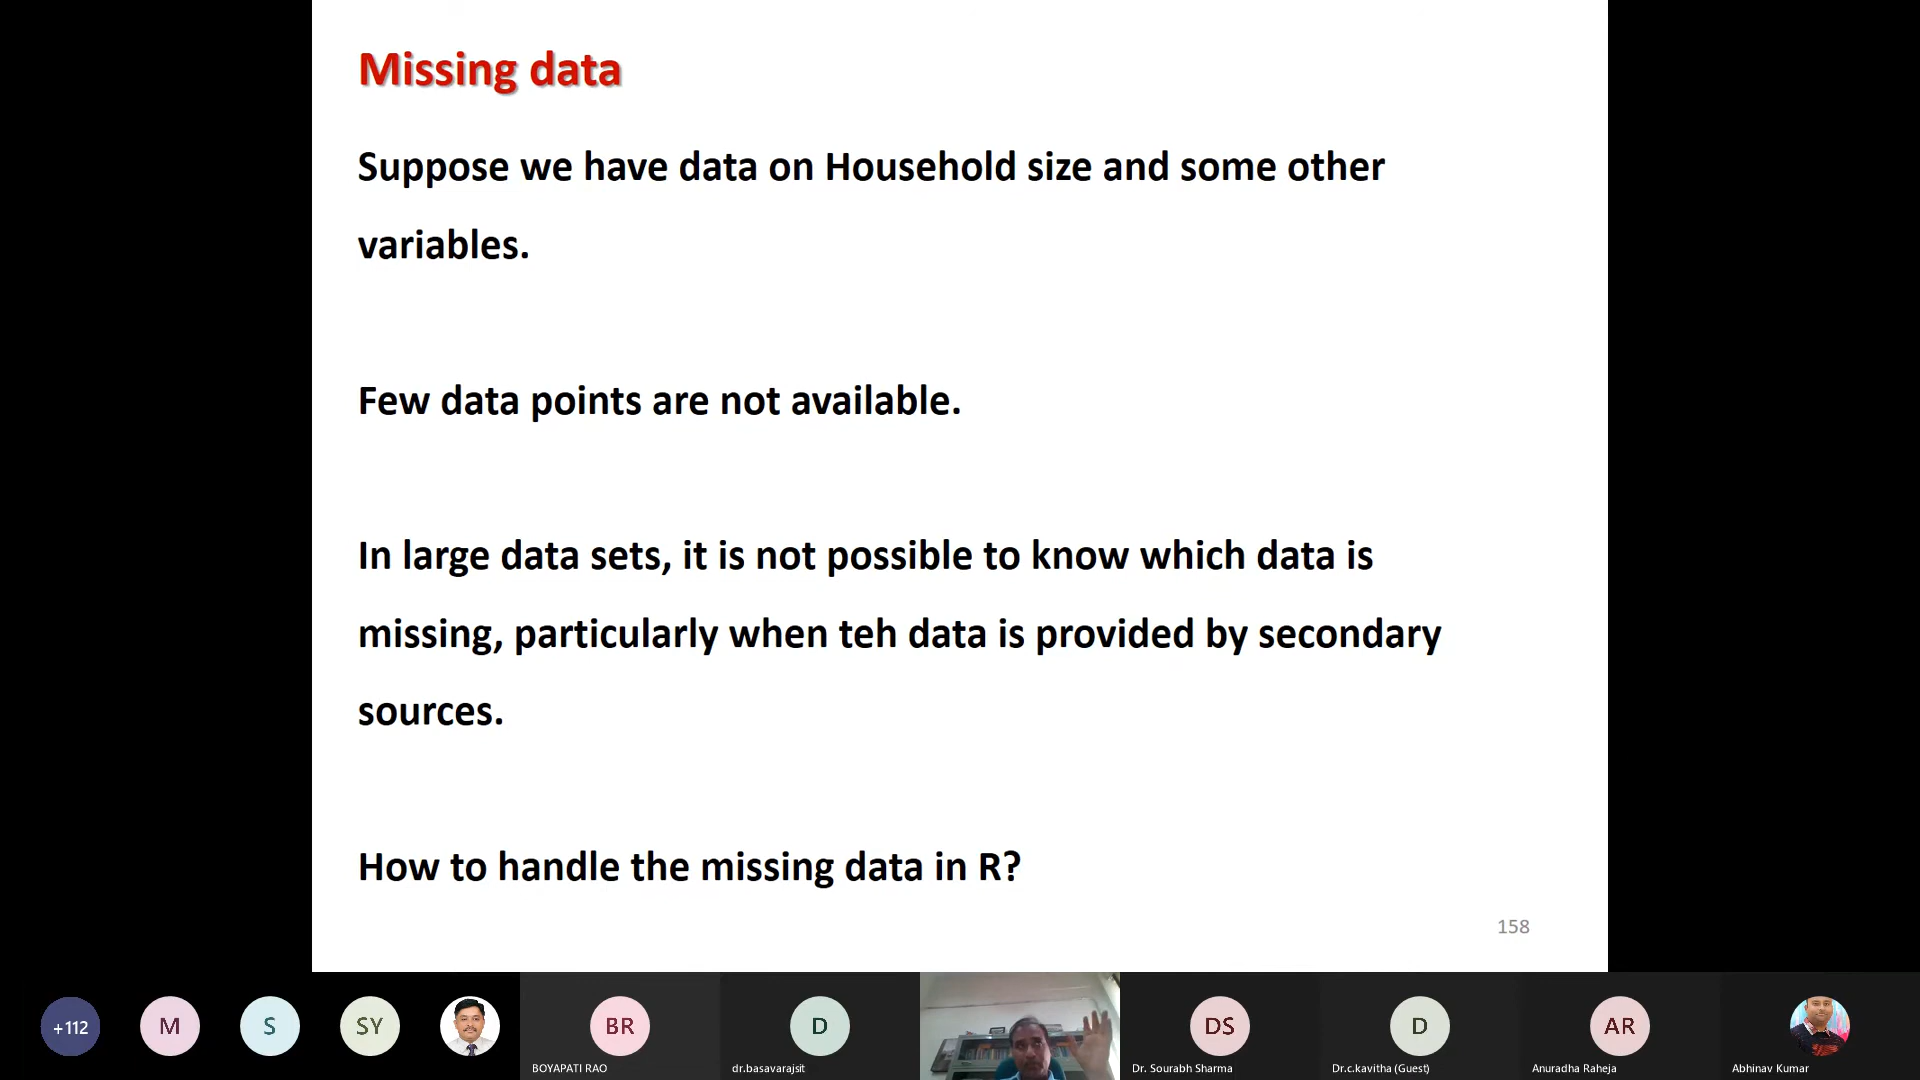 Missing data
Suppose we have data on Household size and some other
variables.
Few data points are not available.
In large data sets, it is not possible to know which data is
missing, particularly when teh data is provided by secondary
sources.
How to handle the missing data in R?
158
+112
M
S
SY
BR
BOYAPATI RAO
D
dr.basavarajsit
DS
Dr. Sourabh Sharma
D
Dr.c.kavitha (Guest)
AR
Anuradha Raheja
Abhinav Kumar